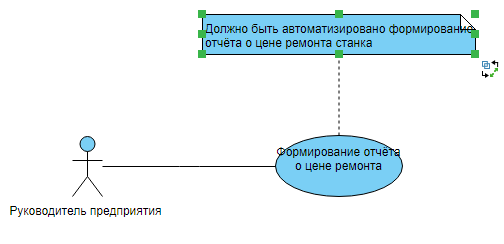 Должно быть автоматизировано формирование
отчёта о цене ремонта станка
Формирование отчёта
о цене ремонта
Руководитель предприятия